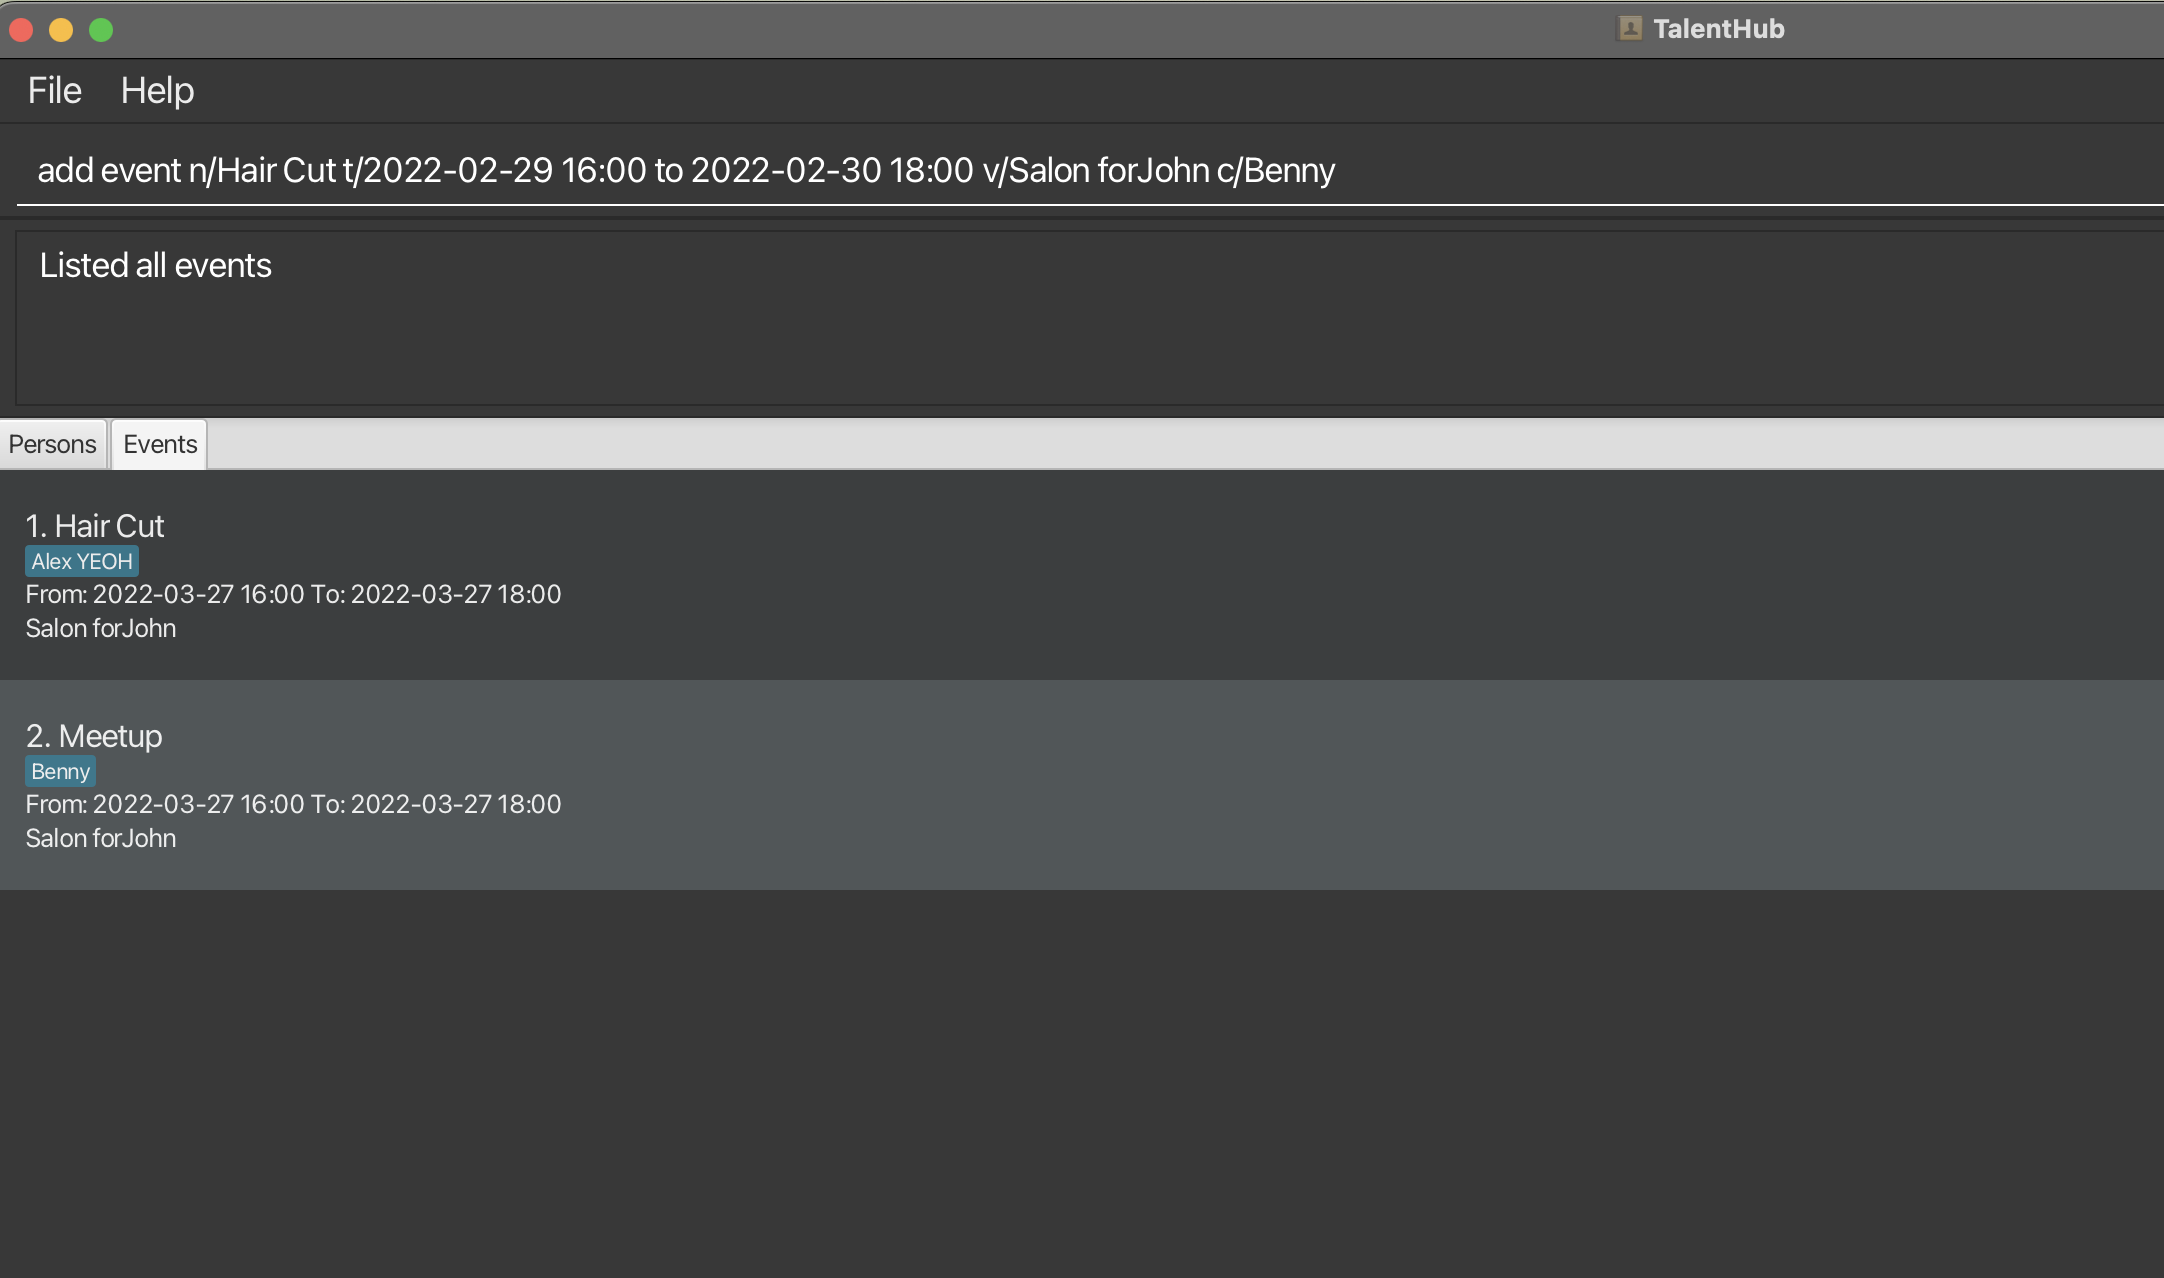 TalentHub
File Help
add event n/Hair Cut t/2022-02-29 16:00 to 2022-02-30 18:00 v/Salon forJohn c/Benny
Listed all events
Persons Events
1. Hair Cut
Alex YEOH
From: 2022-03-27 16:00 To: 2022-03-27 18:00
Salon forJohn
2. Meetup
Benny
From: 2022-03-27 16:00 To: 2022-03-27 18:00
Salon forJohn